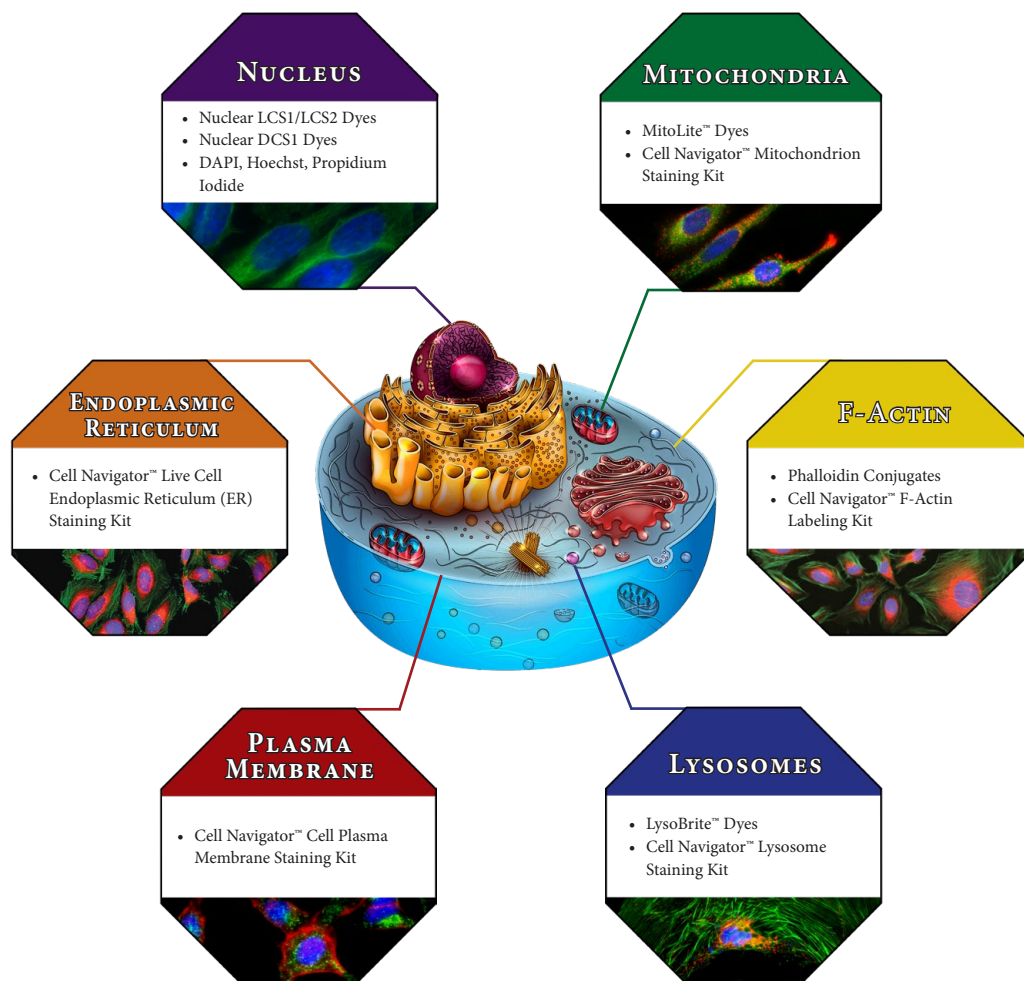 NUCLEUS
• Nuclear LCS1/LCS2 Dyes
• Nuclear DCS1 Dyes
• DAPI, Hoechst, Propidium
Iodide
MITOCHONDRIA
• MitoLite™ Dyes
• Cell Navigator™ Mitochondrion
Staining Kit
ENDOPLASMIC
RETICULUM
• Cell Navigator™ Live Cell
Endoplasmic Reticulum (ER)
Staining Kit
F-ACTIN
• Phalloidin Conjugates
• Cell Navigator™ F-Actin
Labeling Kit
PLASMA
MEMBRANE
• Cell Navigator™ Cell Plasma
Membrane Staining Kit
LYSOSOMES
• LysoBrite™ Dyes
• Cell Navigator™ Lysosome
Staining Kit